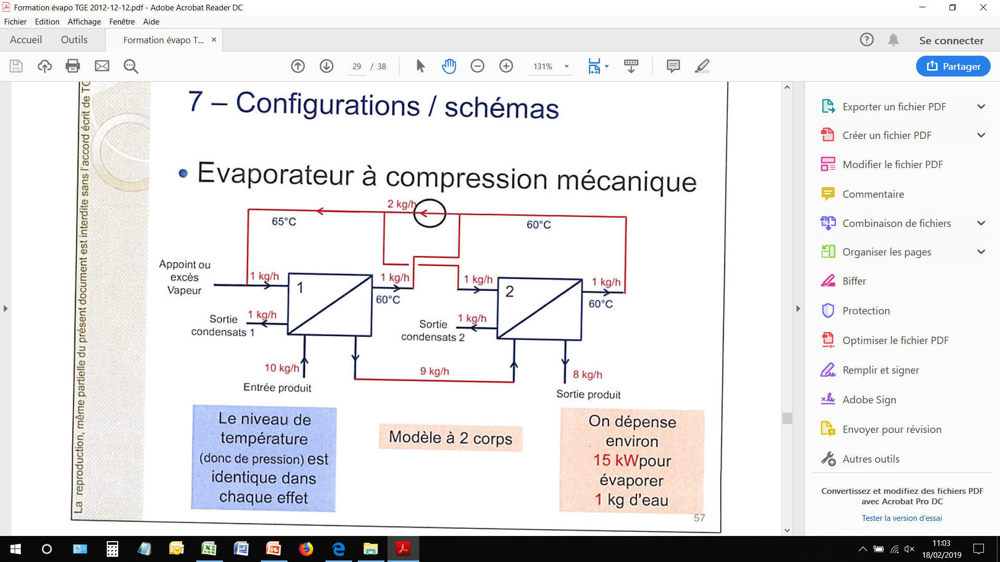 Formation évapo TGE 2012-12-12.pdf - Adobe Acrobat Reader DC
Fichier Edition Affichage Fenêtre Aide
Accueil Outils Formation évapo T... ×
? Se connecter
29 / 38 131% Partager
La reproduction, même partielle du présent document est interdite sans l'accord écrit de TG
7 – Configurations / schémas
• Evaporateur à compression mécanique
2 kg/h
65°C
60°C
Appoint ou
excès
Vapeur
1 kg/h
1
1 kg/h
60°C
1 kg/h
2
1 kg/h
60°C
Sortie
condensats 1
1 kg/h
Sortie
condensats 2
1 kg/h
10 kg/h
Entrée produit
9 kg/h
8 kg/h
Sortie produit
Le niveau de
température
(donc de pression) est
identique dans
chaque effet
Modèle à 2 corps
On dépense
environ
15 kWpour
évaporer
1 kg d'eau
57
Exporter un fichier PDF
Créer un fichier PDF
Modifier le fichier PDF
Commentaire
Combinaison de fichiers
Organiser les pages
Biffer
Protection
Optimiser le fichier PDF
Remplir et signer
Adobe Sign
Envoyer pour révision
Autres outils
Convertissez et modifiez des fichiers PDF
avec Acrobat Pro DC
Tester la version d'essai
11:03
18/02/2019